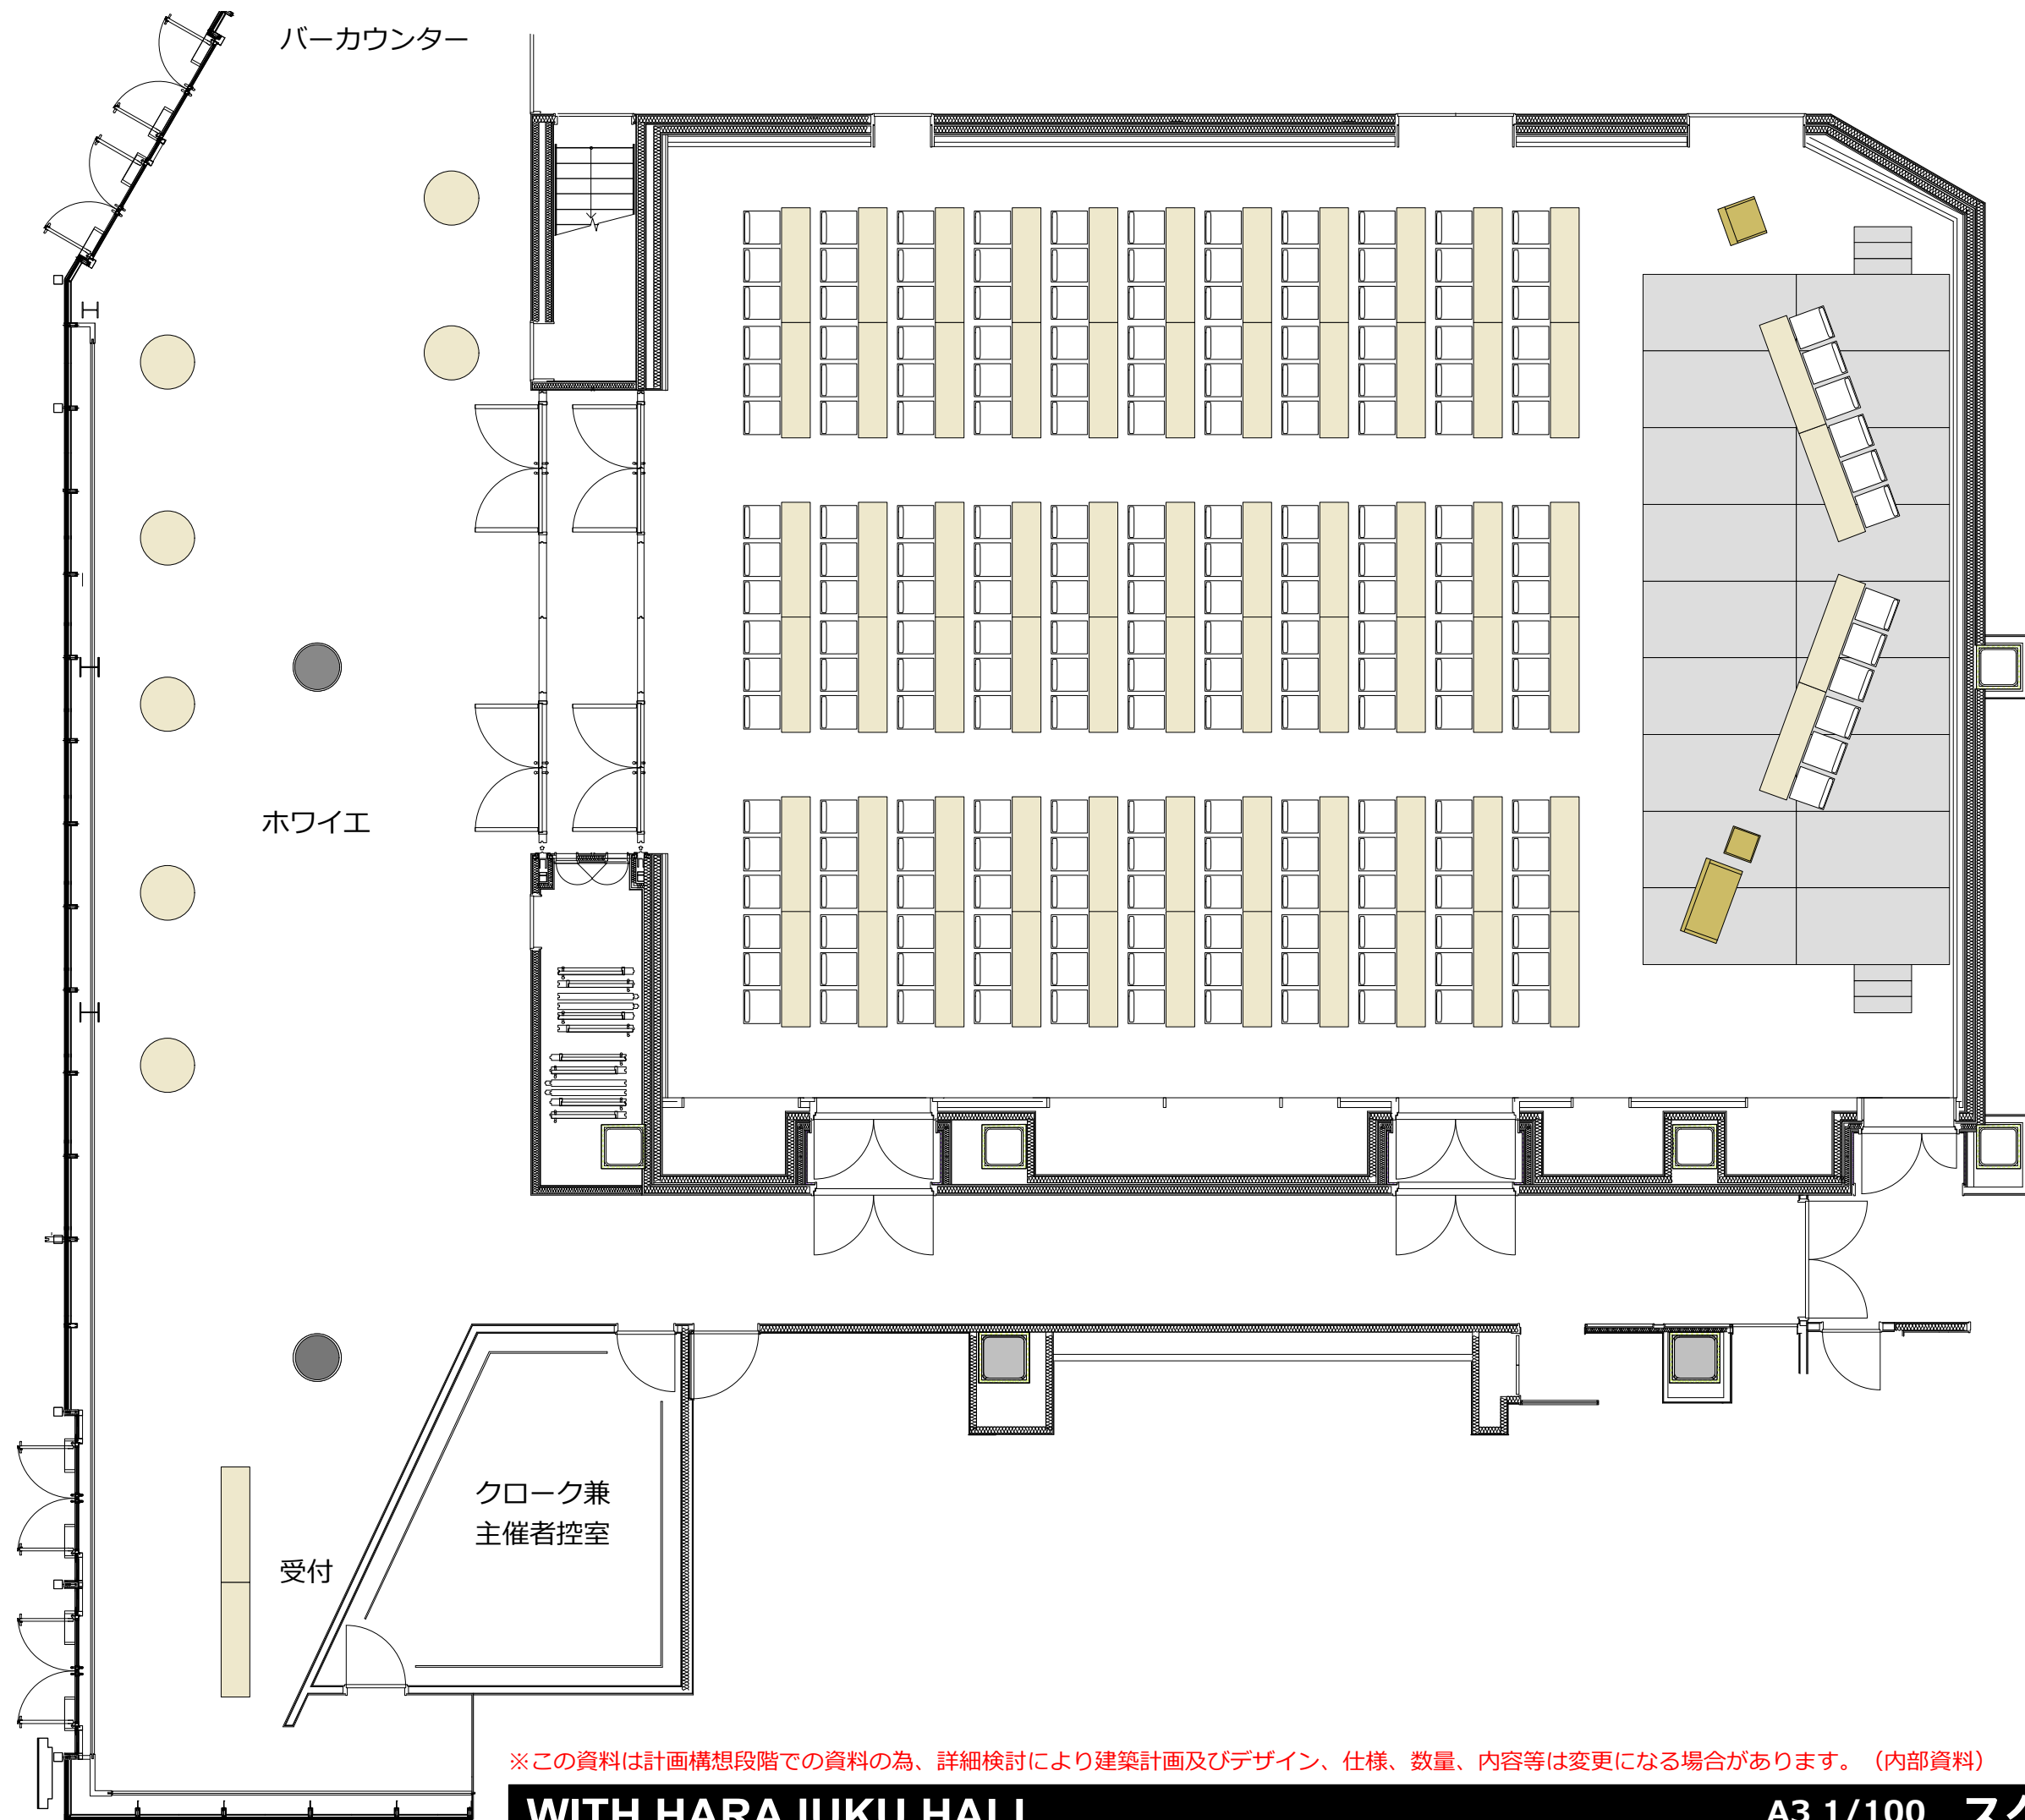 バーカウンター
ホワイエ
クローク兼
主催者控室
受付
※この資料は計画構想段階での資料の為、詳細検討により建築計画及びデザイン、仕様、数量、内容等は変更になる場合があります。（内部資料）
WITH HARAJUKU HALL
A3 1/100